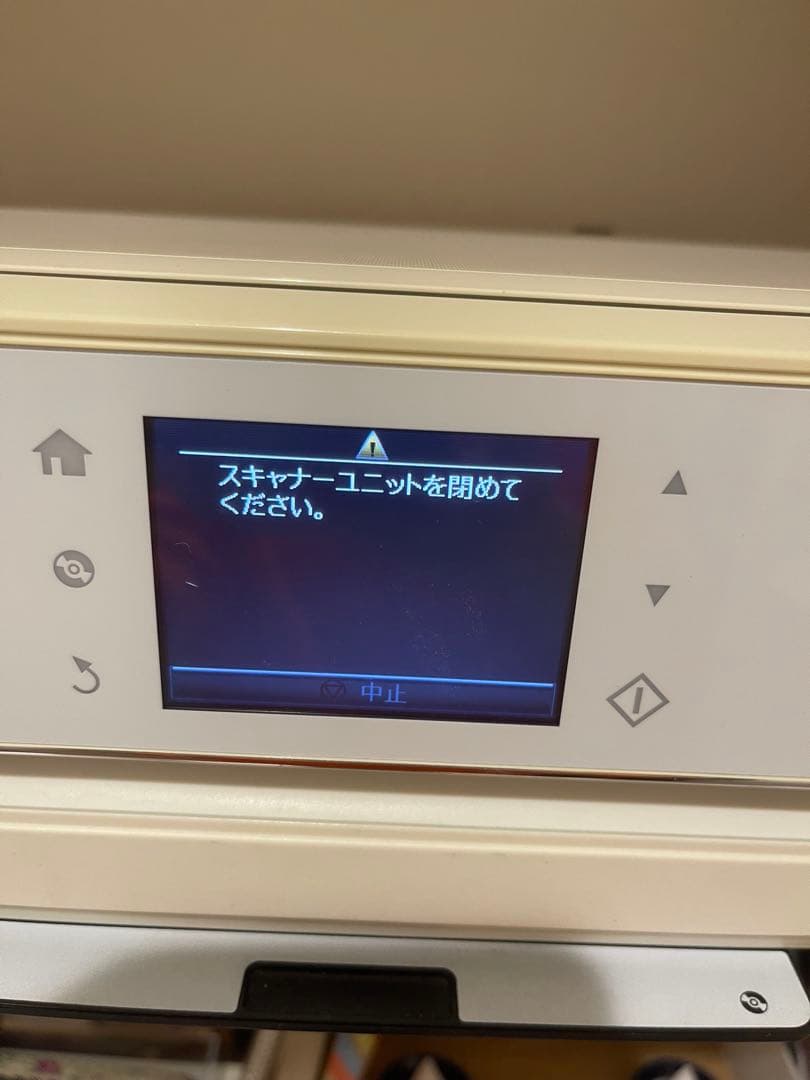 スキャナーユニットを閉めて
ください。
中止